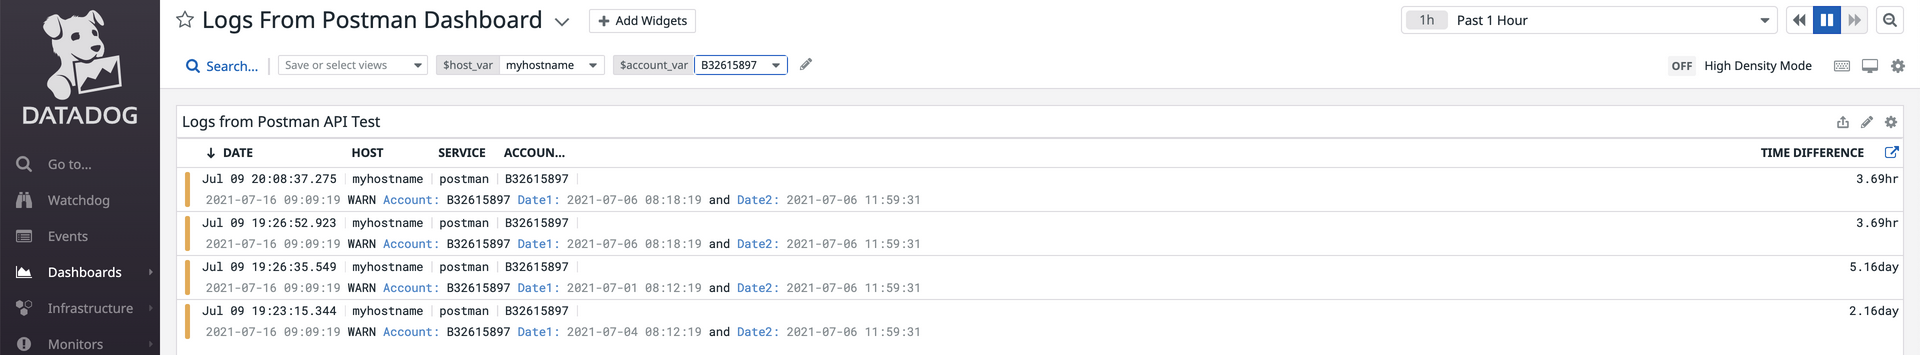 Logs From Postman Dashboard + Add Widgets 1h Past 1 Hour
DATADOG
Search... Save or select views $host_var myhostname $account_var B32615897 OFF High Density Mode
Logs from Postman API Test
↓ DATE HOST SERVICE ACCOUN... TIME DIFFERENCE
Go to...
Watchdog
Events
Dashboards
Infrastructure
Monitors
Jul 09 20:08:37.275 myhostname postman B32615897 3.69hr
2021-07-16 09:09:19 WARN Account: B32615897 Date1: 2021-07-06 08:18:19 and Date2: 2021-07-06 11:59:31
Jul 09 19:26:52.923 myhostname postman B32615897 3.69hr
2021-07-16 09:09:19 WARN Account: B32615897 Date1: 2021-07-06 08:18:19 and Date2: 2021-07-06 11:59:31
Jul 09 19:26:35.549 myhostname postman B32615897 5.16day
2021-07-16 09:09:19 WARN Account: B32615897 Date1: 2021-07-01 08:12:19 and Date2: 2021-07-06 11:59:31
Jul 09 19:23:15.344 myhostname postman B32615897 2.16day
2021-07-16 09:09:19 WARN Account: B32615897 Date1: 2021-07-04 08:12:19 and Date2: 2021-07-06 11:59:31